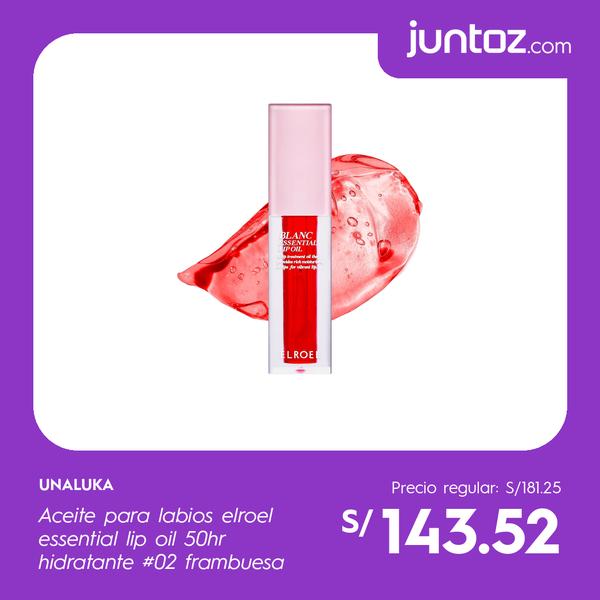 juntoz.com
BLANC
ESSENTIAL
LIP OIL
ELROEL
UNALUKA
Aceite para labios elroel
essential lip oil 50hr
hidratante #02 frambuesa
Precio regular: S/181.25
S/143.52